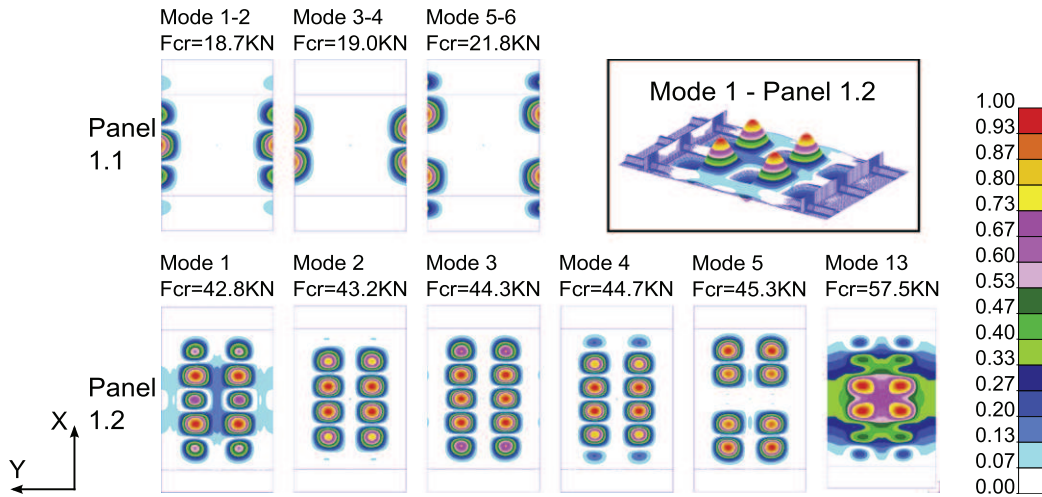 Mode 1-2
Fcr=18.7KN
Mode 3-4
Fcr=19.0KN
Mode 5-6
Fcr=21.8KN
Panel
1.1
Mode 1 - Panel 1.2
Mode 1
Fcr=42.8KN
Mode 2
Fcr=43.2KN
Mode 3
Fcr=44.3KN
Mode 4
Fcr=44.7KN
Mode 5
Fcr=45.3KN
Mode 13
Fcr=57.5KN
Panel
1.2
X
Y
1.00
0.93
0.87
0.80
0.73
0.67
0.60
0.53
0.47
0.40
0.33
0.27
0.20
0.13
0.07
0.00